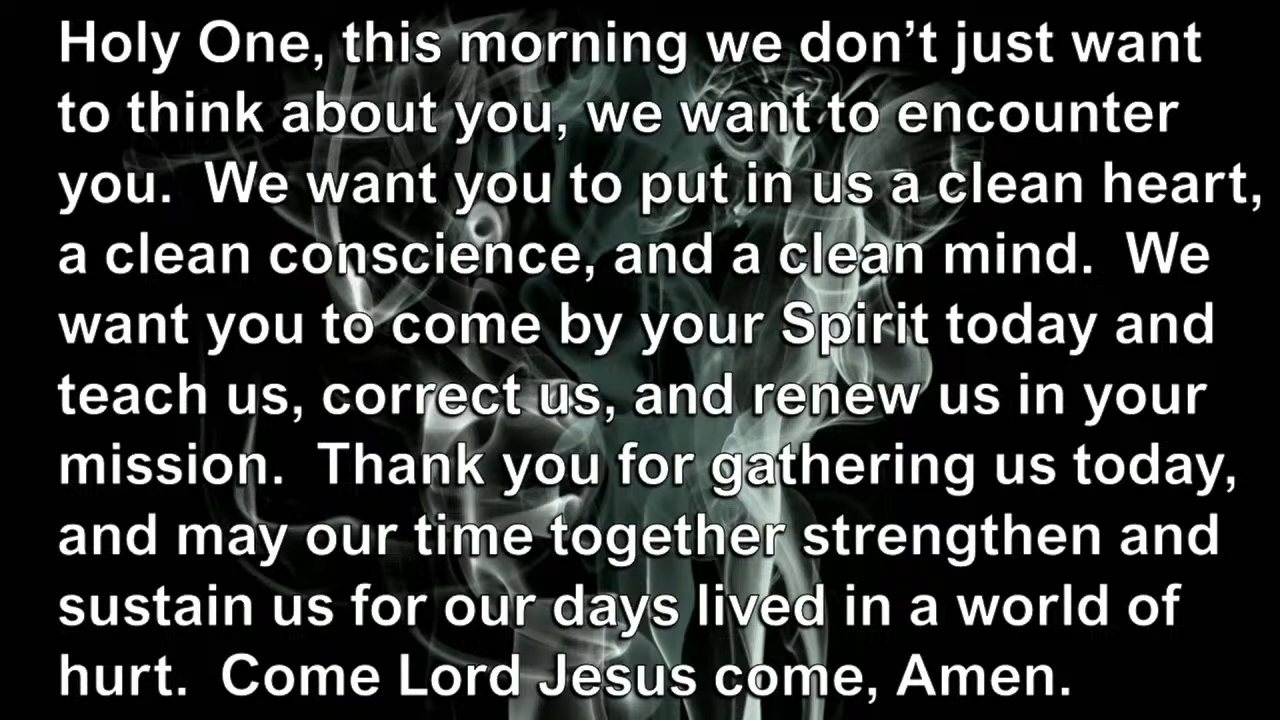 Holy One, this morning we don’t just want
to think about you, we want to encounter
you.  We want you to put in us a clean heart,
a clean conscience, and a clean mind.  We
want you to come by your Spirit today and
teach us, correct us, and renew us in your
mission.  Thank you for gathering us today,
and may our time together strengthen and
sustain us for our days lived in a world of
hurt.  Come Lord Jesus come, Amen.